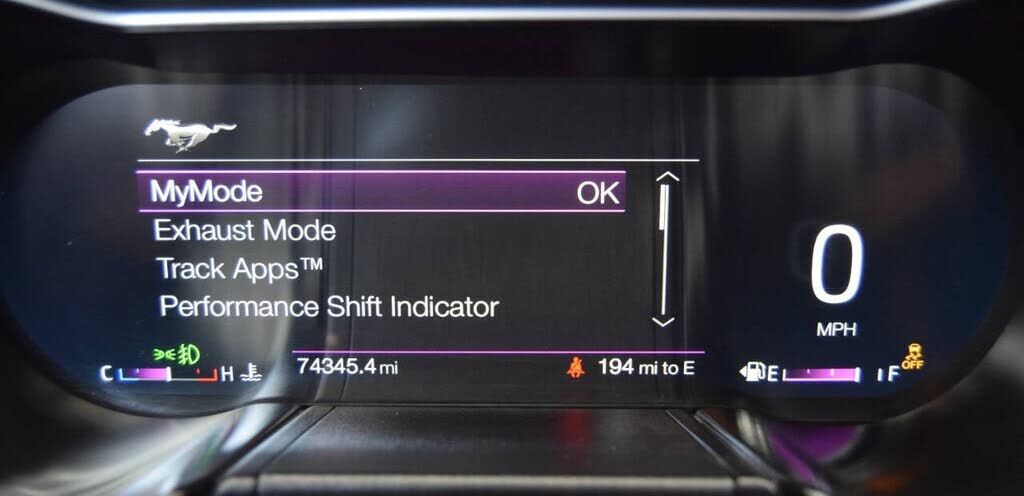 MyMode OK
Exhaust Mode
Track Apps™
Performance Shift Indicator
0
MPH
C H
74345.4 mi
194 mi to E
E F
OFF